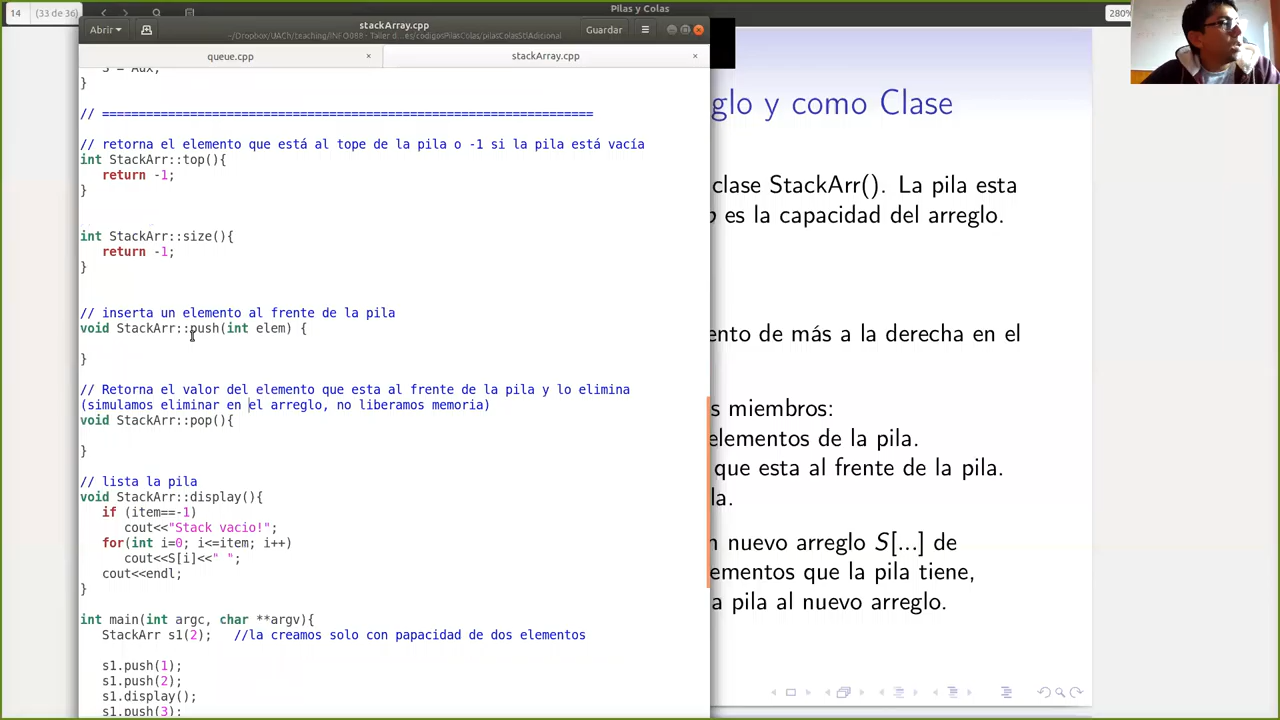 14 (33 de 36)
Pilas y Colas
280%
Abrir
stackArray.cpp
Guardar
queue.cpp
stackArray.cpp
S = Aux;
}
// ===================================================================
// retorna el elemento que está al tope de la pila o -1 si la pila está vacía
int StackArr::top(){
return -1;
}
int StackArr::size(){
return -1;
}
// inserta un elemento al frente de la pila
void StackArr::push(int elem) {
}
// Retorna el valor del elemento que esta al frente de la pila y lo elimina
(simulamos eliminar en el arreglo, no liberamos memoria)
void StackArr::pop(){
}
// lista la pila
void StackArr::display(){
if (item==-1)
cout<<"Stack vacio!";
for(int i=0; i<=item; i++)
cout<<S[i]<<" ";
cout<<endl;
}
int main(int argc, char **argv){
StackArr s1(2); //la creamos solo con papacidad de dos elementos
s1.push(1);
s1.push(2);
s1.display();
s1.push(3);
glo y como Clase
clase StackArr(). La pila esta
es la capacidad del arreglo.
ento de más a la derecha en el
s miembros:
elementos de la pila.
que esta al frente de la pila.
la.
n nuevo arreglo S[...] de
ementos que la pila tiene,
a pila al nuevo arreglo.